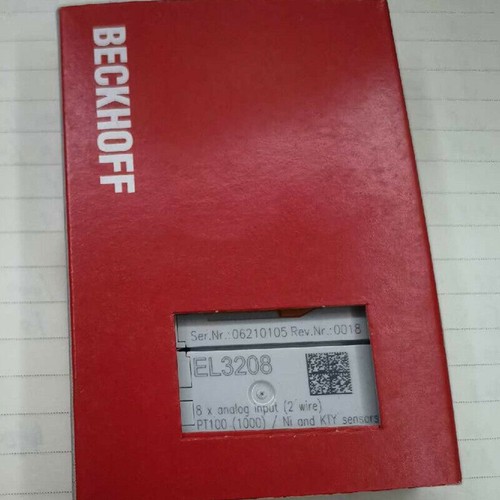 BECKHOFF
Ser.Nr.:06210105 Rev.Nr.:0018
EL3208
8 x analog input (2 wire)
PT100 (1000) / Ni and KTY sensors